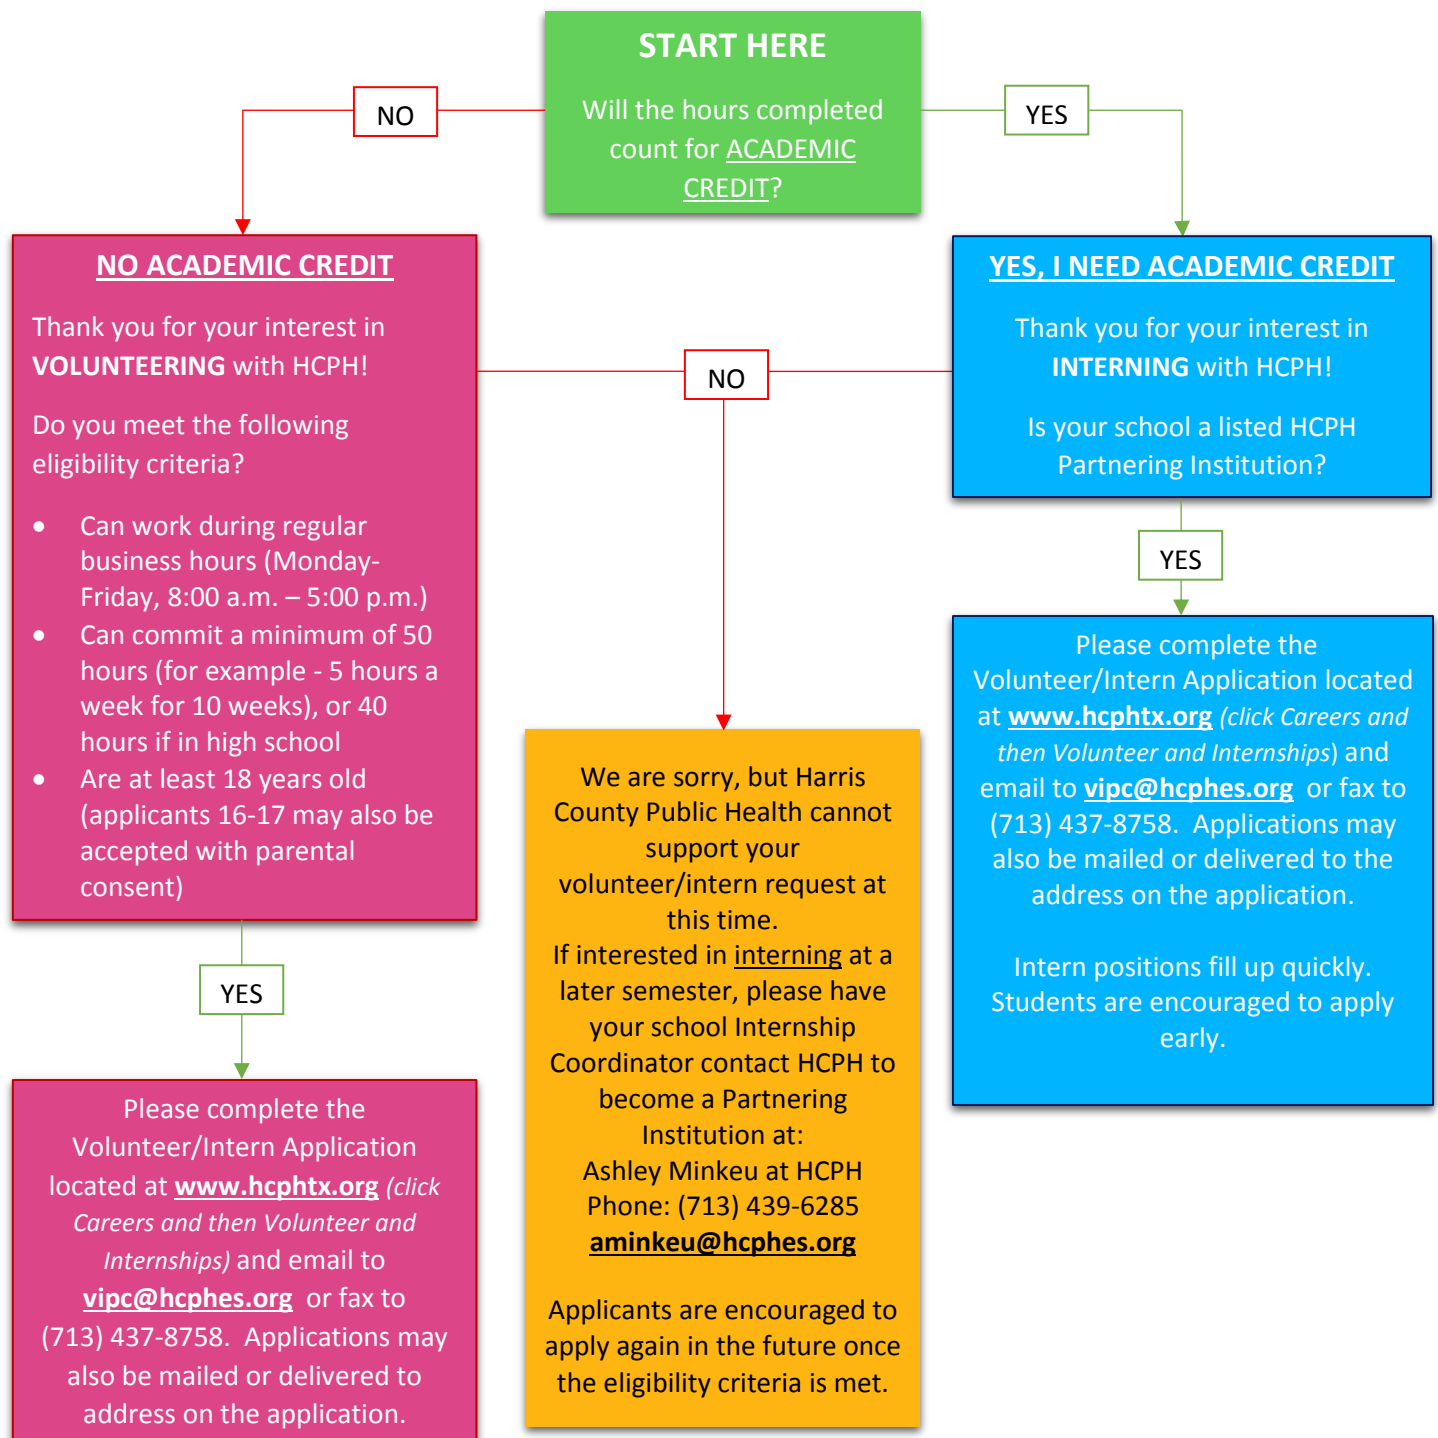 START HERE
Will the hours completed
count for ACADEMIC
CREDIT?
NO
YES
NO ACADEMIC CREDIT
Thank you for your interest in
VOLUNTEERING with HCPH!
Do you meet the following
eligibility criteria?
• Can work during regular
business hours (Monday-
Friday, 8:00 a.m. – 5:00 p.m.)
• Can commit a minimum of 50
hours (for example - 5 hours a
week for 10 weeks), or 40
hours if in high school
• Are at least 18 years old
(applicants 16-17 may also be
accepted with parental
consent)
NO
YES, I NEED ACADEMIC CREDIT
Thank you for your interest in
INTERNING with HCPH!
Is your school a listed HCPH
Partnering Institution?
YES
Please complete the
Volunteer/Intern Application located
at www.hcphtx.org (click Careers and
then Volunteer and Internships) and
email to vipc@hcphes.org or fax to
(713) 437-8758. Applications may
also be mailed or delivered to the
address on the application.
Intern positions fill up quickly.
Students are encouraged to apply
early.
We are sorry, but Harris
County Public Health cannot
support your
volunteer/intern request at
this time.
If interested in interning at a
later semester, please have
your school Internship
Coordinator contact HCPH to
become a Partnering
Institution at:
Ashley Minkeu at HCPH
Phone: (713) 439-6285
aminkeu@hcphes.org
Applicants are encouraged to
apply again in the future once
the eligibility criteria is met.
YES
Please complete the
Volunteer/Intern Application
located at www.hcphtx.org (click
Careers and then Volunteer and
Internships) and email to
vipc@hcphes.org or fax to
(713) 437-8758. Applications may
also be mailed or delivered to
address on the application.